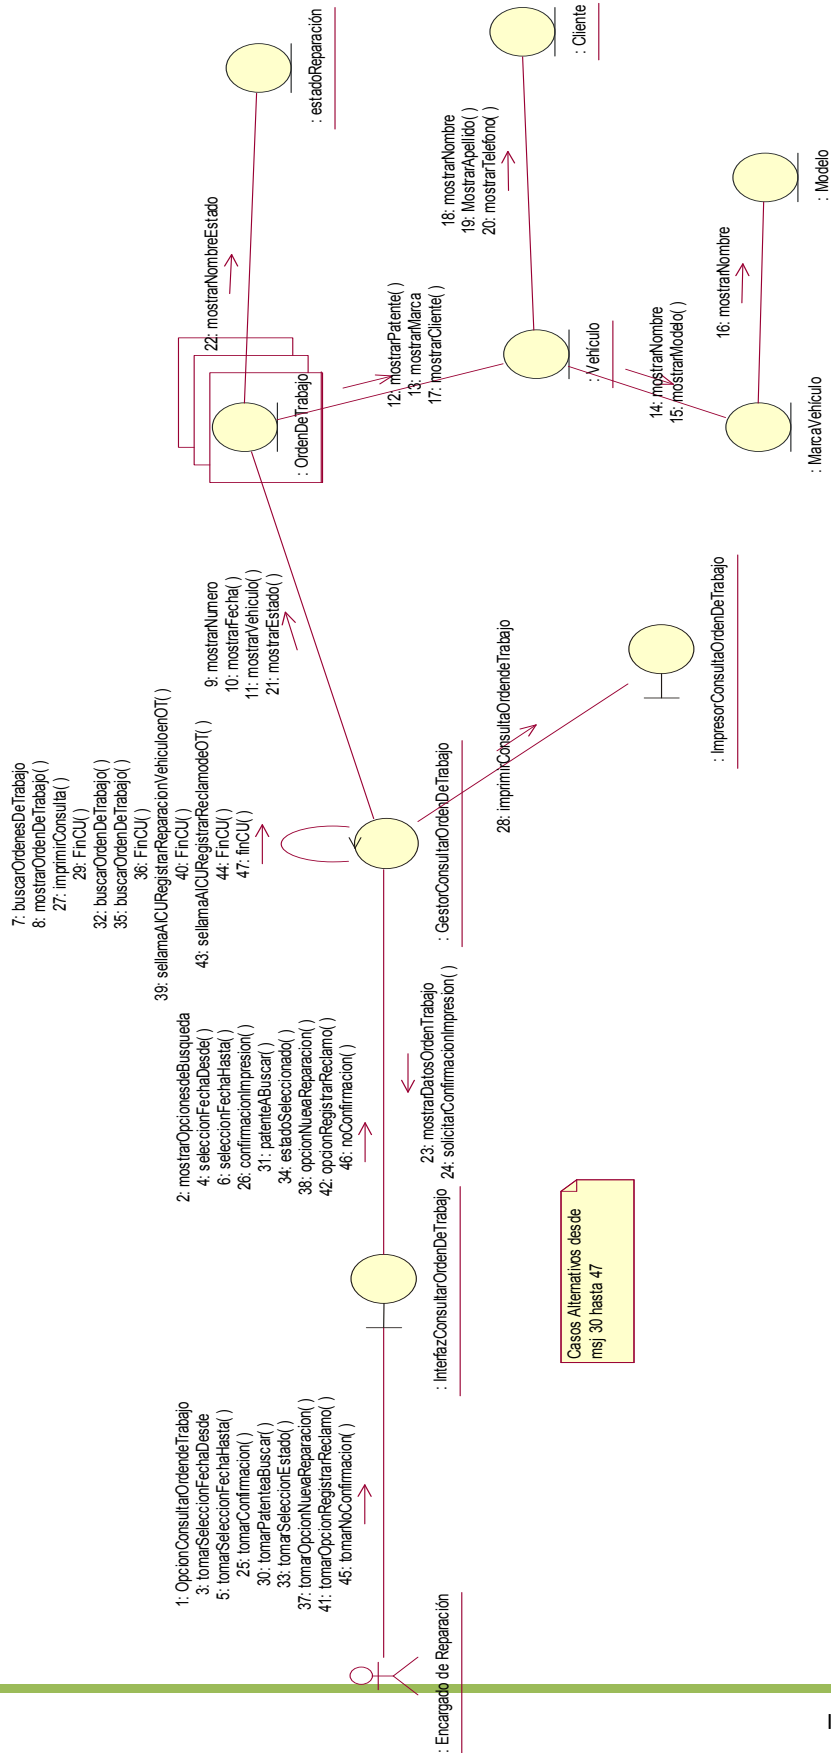 1: OpcionConsultarOrdendeTrabajo
3: tomarSeleccionFechaDesde
5: tomarSeleccionFechaHasta( )
25: tomarConfirmacion( )
30: tomarPatenteaBuscar( )
33: tomarSeleccionEstado( )
37: tomarOpcionNuevaReparacion( )
41: tomarOpcionRegistrarReclamo( )
45: tomarNoConfirmacion( )
: Encargado de Reparación
2: mostrarOpcionesdeBusqueda
4: seleccionFechaDesde( )
6: seleccionFechaHasta( )
26: confirmacionImpresion( )
31: patenteABuscar( )
34: estadoSeleccionado( )
38: opcionNuevaReparacion( )
42: opcionRegistrarReclamo( )
46: noConfirmacion( )
23: mostrarDatosOrdenTrabajo
24: solicitarConfirmacionImpresion( )
: InterfazConsultarOrdenDeTrabajo
Casos Alternativos desde
msj 30 hasta 47
7: buscarOrdenesDeTrabajo
8: mostrarOrdenDeTrabajo( )
27: imprimirConsulta( )
29: FinCU( )
32: buscarOrdenDeTrabajo( )
35: buscarOrdenDeTrabajo( )
36: FinCU( )
39: sellamaAlCURegistrarReparacionVehiculoenOT( )
40: FinCU( )
43: sellamaAlCURegistrarReclamodeOT( )
44: FinCU( )
47: finCU( )
: GestorConsultarOrdenDeTrabajo
9: mostrarNumero
10: mostrarFecha( )
11: mostrarVehiculo( )
21: mostrarEstado( )
28: imprimirConsultaOrdendeTrabajo
: ImpresorConsultaOrdenDeTrabajo
: OrdenDeTrabajo
22: mostrarNombreEstado
: estadoReparación
12: mostrarPatente( )
13: mostrarMarca
17: mostrarCliente( )
: Vehículo
18: mostrarNombre
19: MostrarApellido( )
20: mostrarTelefono( )
: Cliente
14: mostrarNombre
15: mostrarModelo( )
: MarcaVehículo
16: mostrarNombre
: Modelo